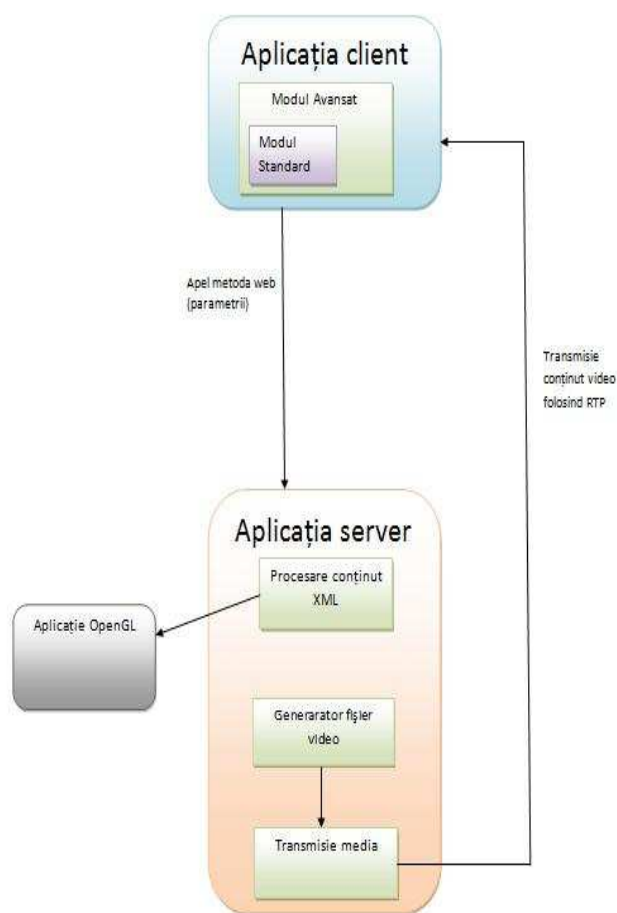 Aplicația client
Modul Avansat
Modul
Standard
Apel metoda web
(parametrii)
Transmisie
conținut video
folosind RTP
Aplicația server
Procesare conținut
XML
Aplicație OpenGL
Generarator fișier
video
Transmisie media